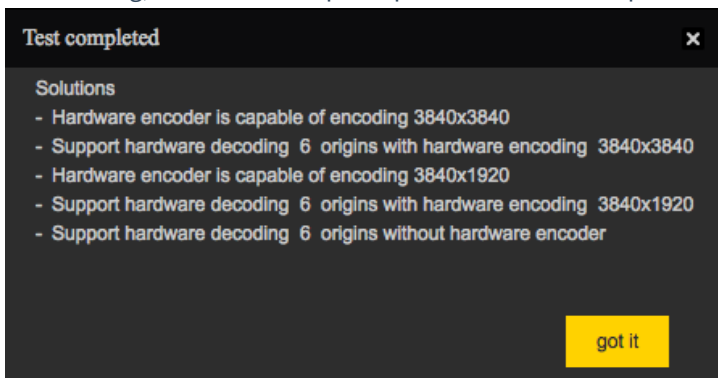 Test completed
Solutions
- Hardware encoder is capable of encoding 3840x3840
- Support hardware decoding 6 origins with hardware encoding 3840x3840
- Hardware encoder is capable of encoding 3840x1920
- Support hardware decoding 6 origins with hardware encoding 3840x1920
- Support hardware decoding 6 origins without hardware encoder
got it